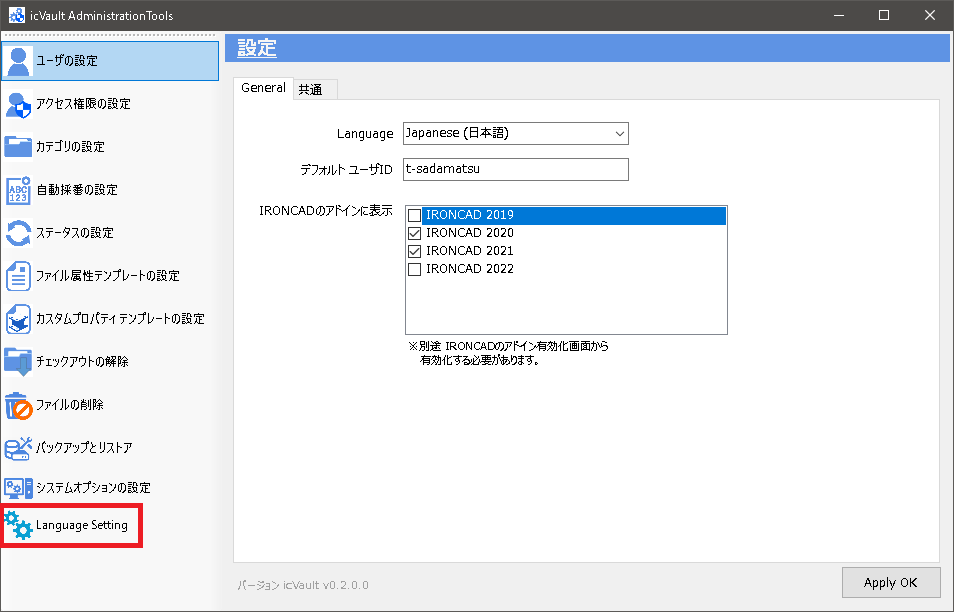 icVault AdministrationTools
ユーザの設定
アクセス権限の設定
カテゴリの設定
ABC
123
自動採番の設定
ステータスの設定
ファイル属性テンプレートの設定
カスタムプロパティテンプレートの設定
チェックアウトの解除
ファイルの削除
バックアップとリストア
システムオプションの設定
Language Setting
設定
General
共通
Language
Japanese (日本語)
デフォルト ユーザID
t-sadamatsu
IRONCADのアドインに表示
IRONCAD 2019
IRONCAD 2020
IRONCAD 2021
IRONCAD 2022
※別途 IRONCADのアドイン有効化画面から
有効化する必要があります。
バージョン icVault v0.2.0.0
Apply OK